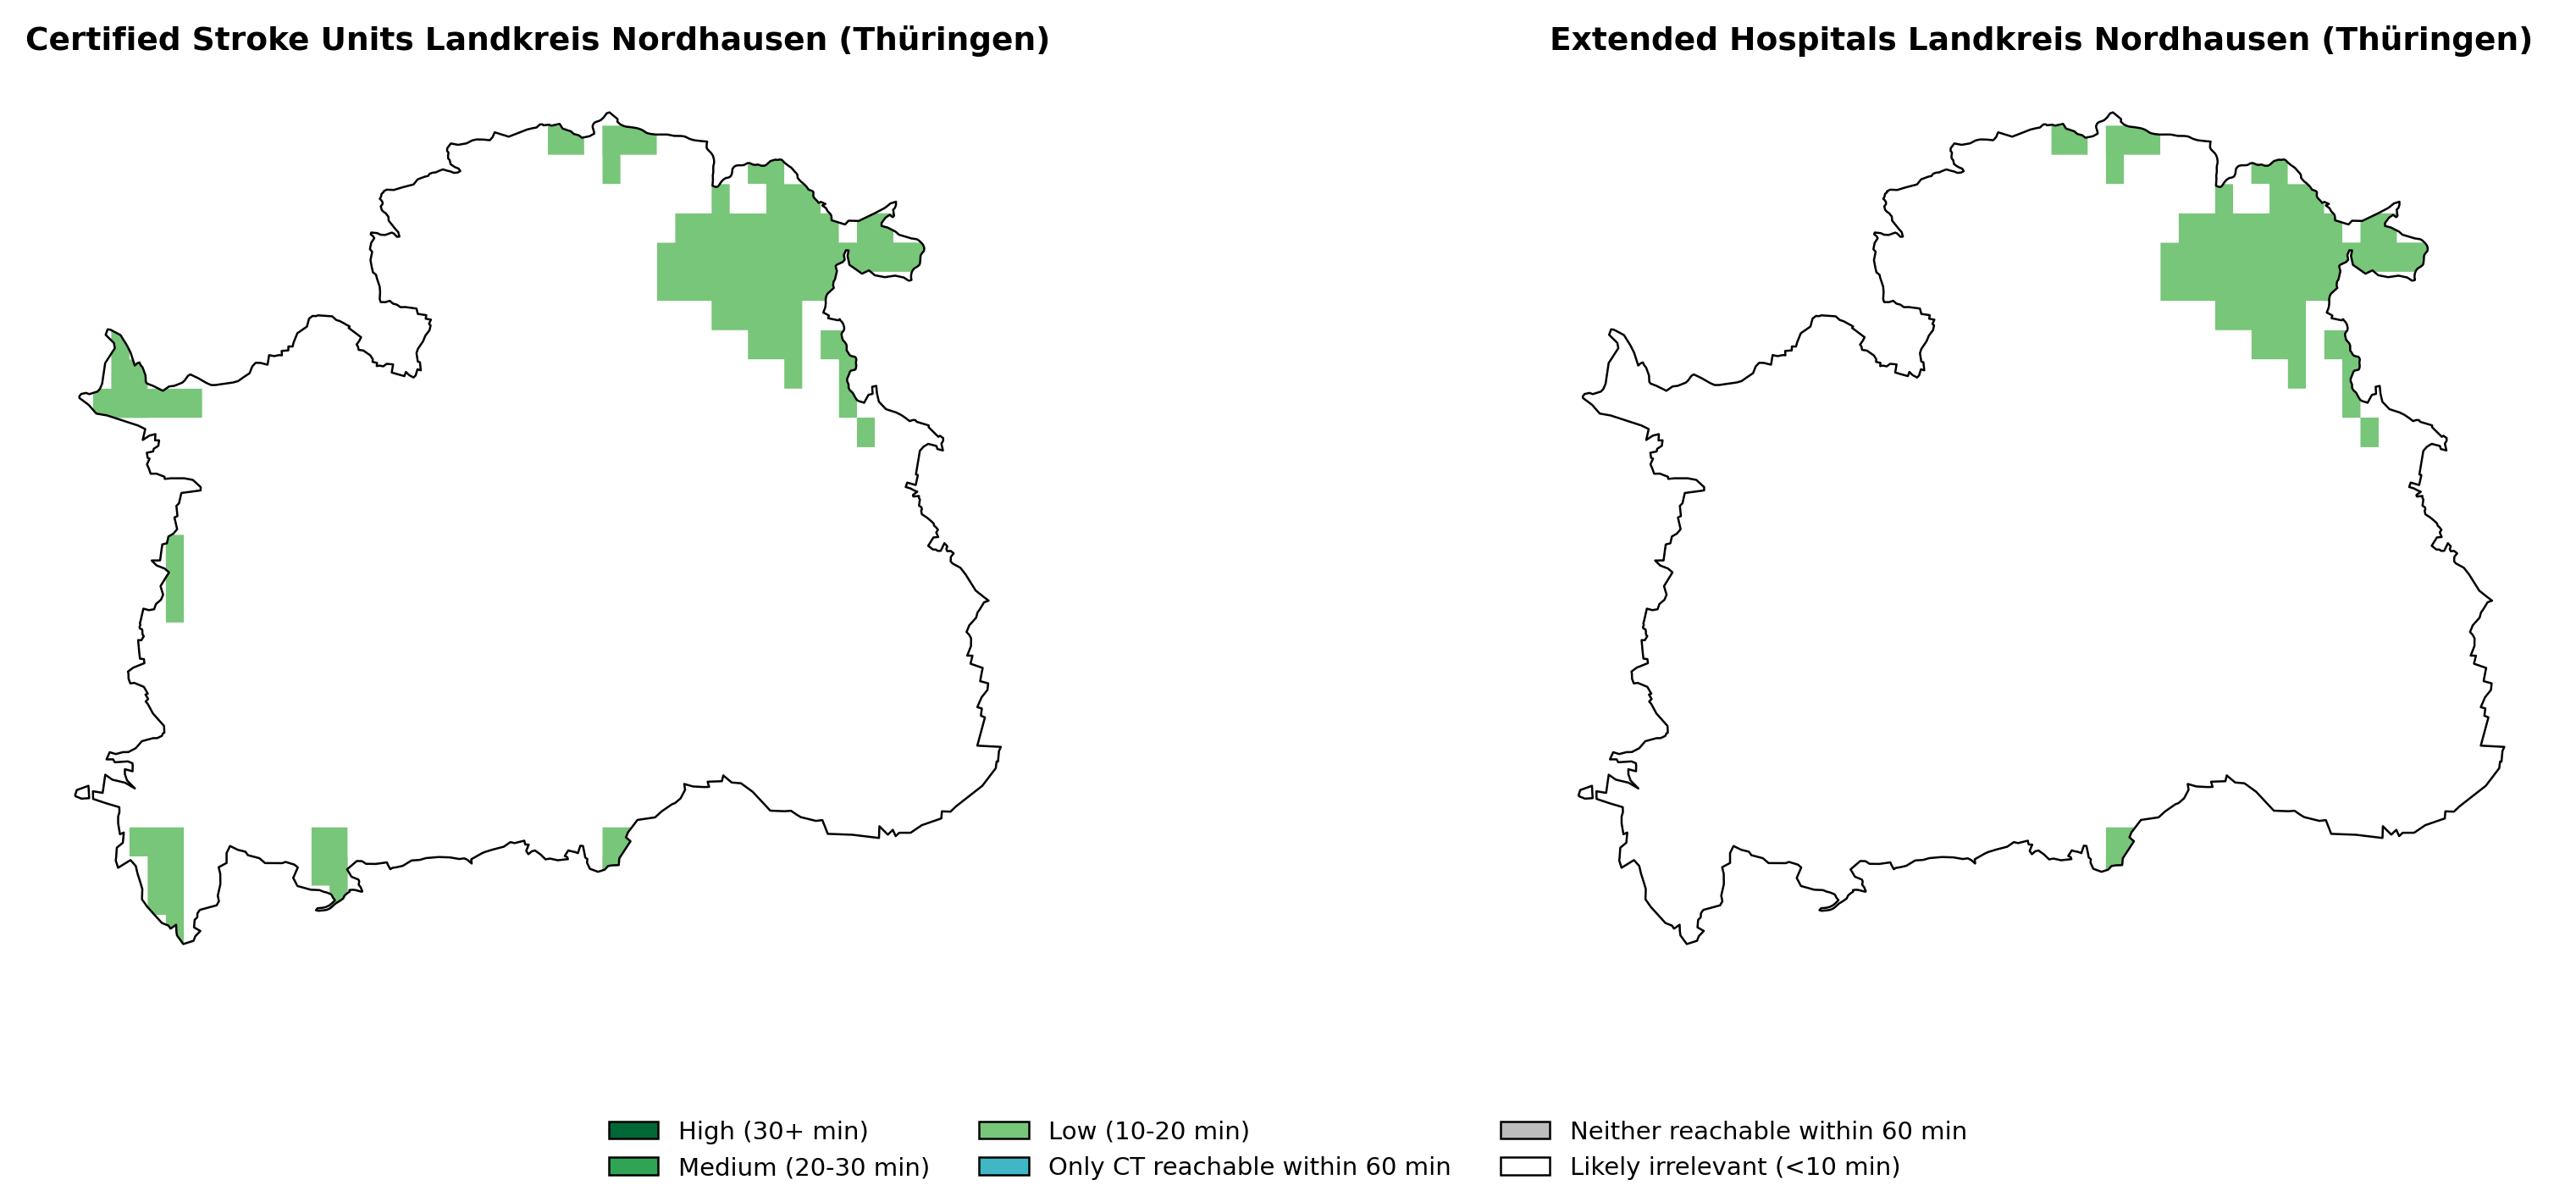 Certified Stroke Units Landkreis Nordhausen (Thüringen)
Extended Hospitals Landkreis Nordhausen (Thüringen)
High (30+ min)
Medium (20-30 min)
Low (10-20 min)
Only CT reachable within 60 min
Neither reachable within 60 min
Likely irrelevant (<10 min)